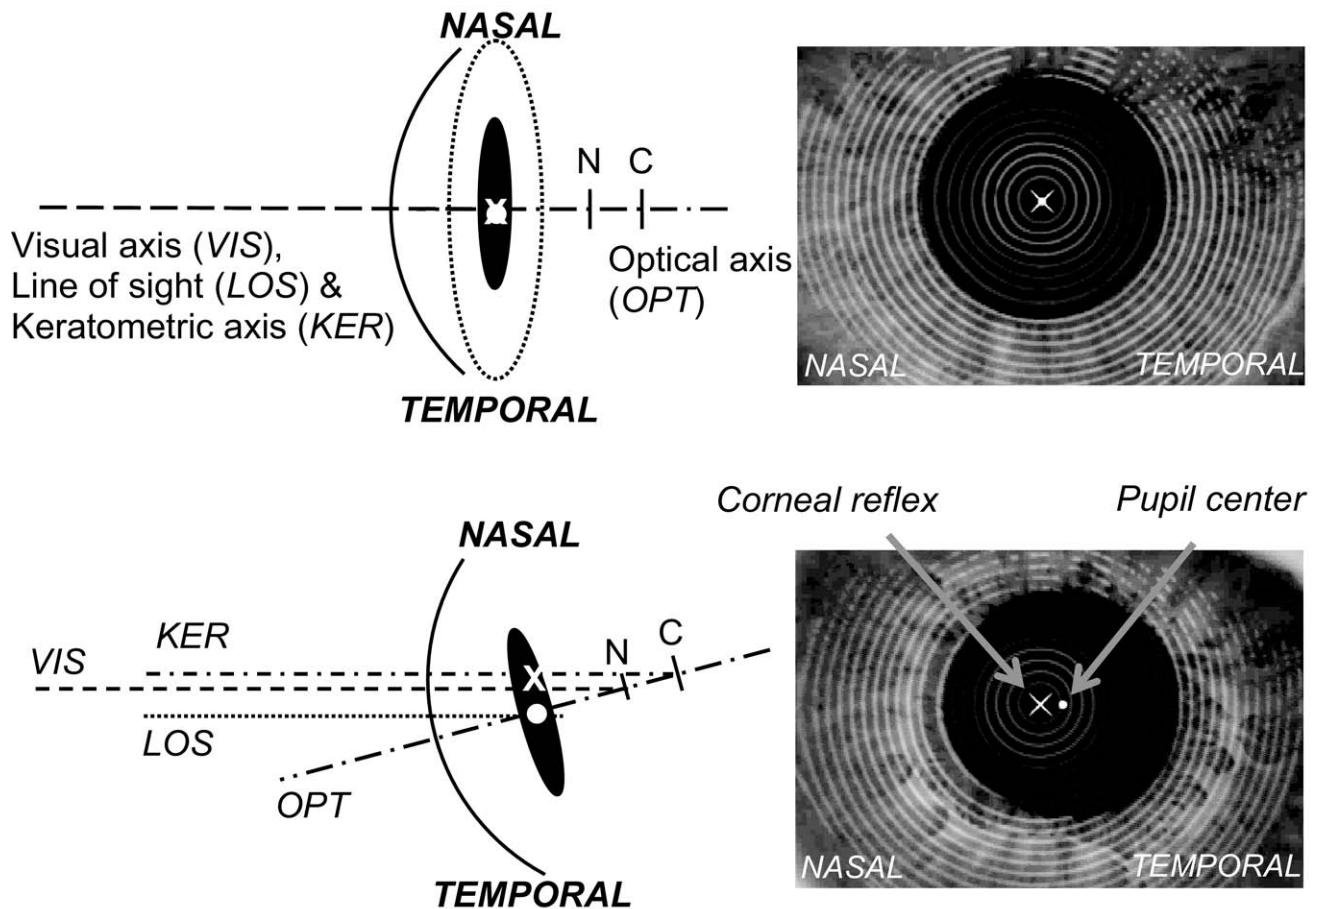 NASAL
N C
Visual axis (VIS),
Line of sight (LOS) &
Keratometric axis (KER)
Optical axis
(OPT)
TEMPORAL
NASAL TEMPORAL
Corneal reflex Pupil center
NASAL
KER
VIS
N C
LOS
OPT
TEMPORAL
NASAL TEMPORAL